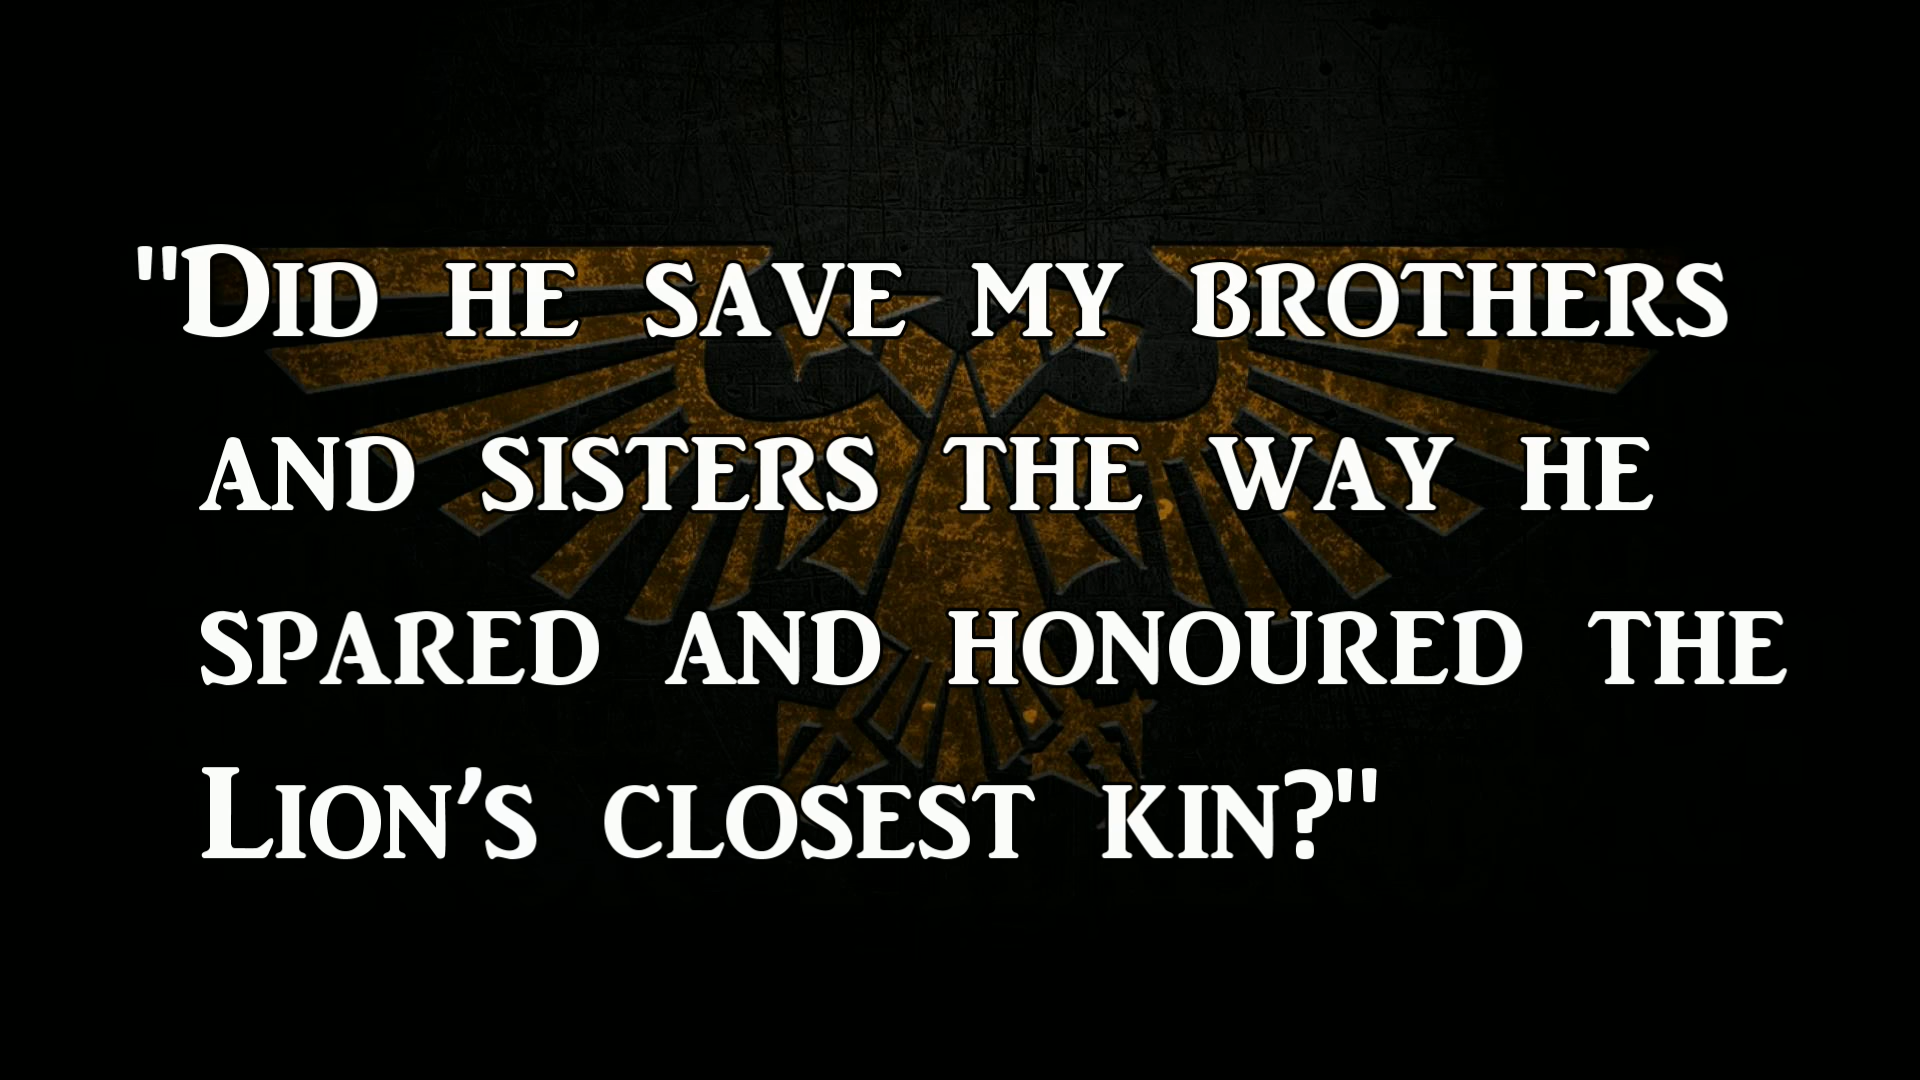 "Did he save my brothers
and sisters the way he
spared and honoured the
Lion’s closest kin?"